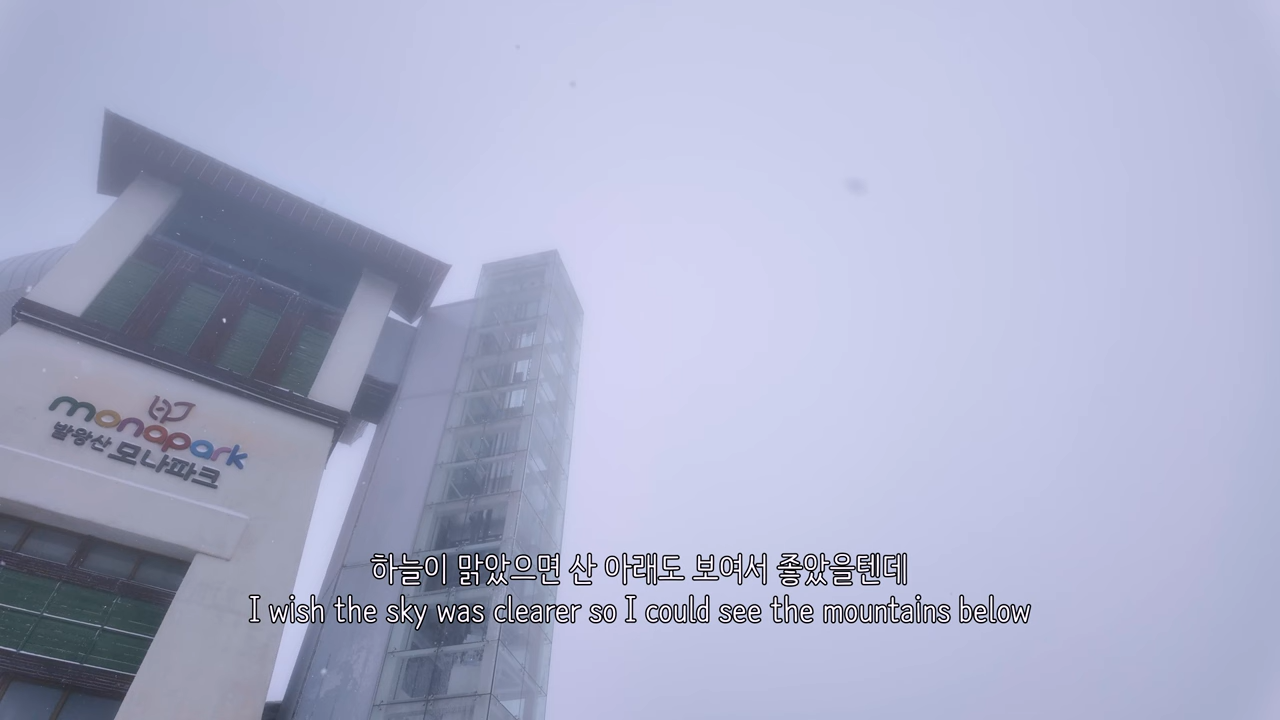 monapark
발왕산 모나파크
하늘이 맑았으면 산 아래도 보여서 좋았을텐데
I wish the sky was clearer so I could see the mountains below